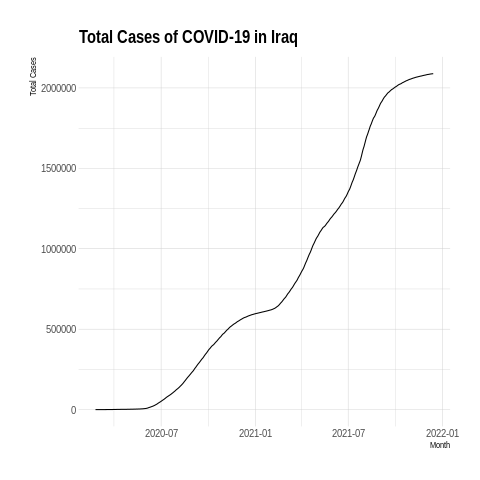 Total Cases of COVID-19 in Iraq
Total Cases
2000000
1500000
1000000
500000
0
2020-07 2021-01 2021-07 2022-01
Month